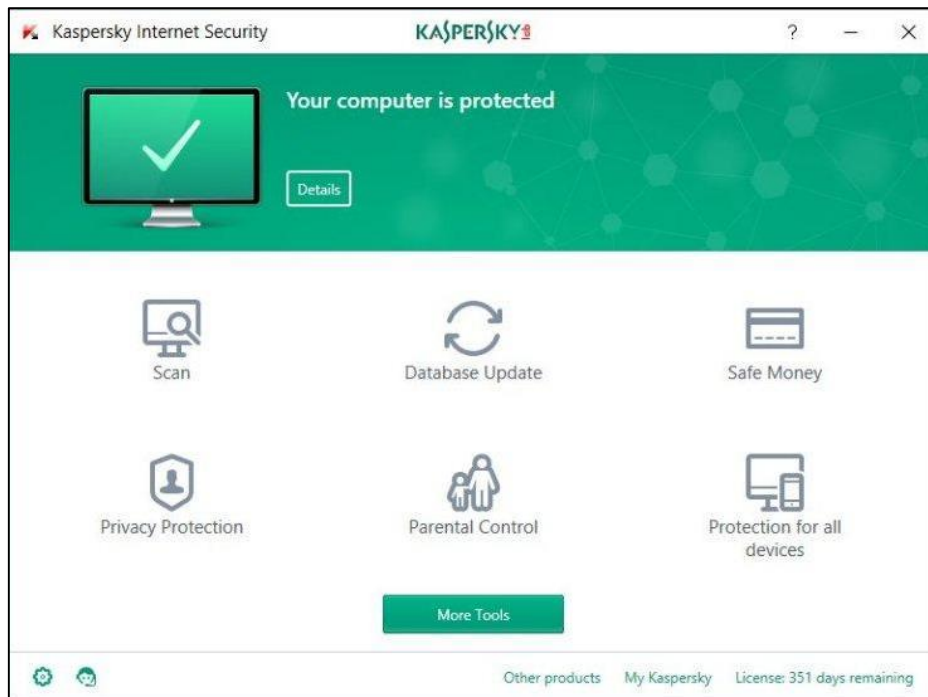 Kaspersky Internet Security
KASPERSKY lab
?
Your computer is protected
Details
Scan
Database Update
Safe Money
Privacy Protection
Parental Control
Protection for all
devices
More Tools
Other products
My Kaspersky
License: 351 days remaining